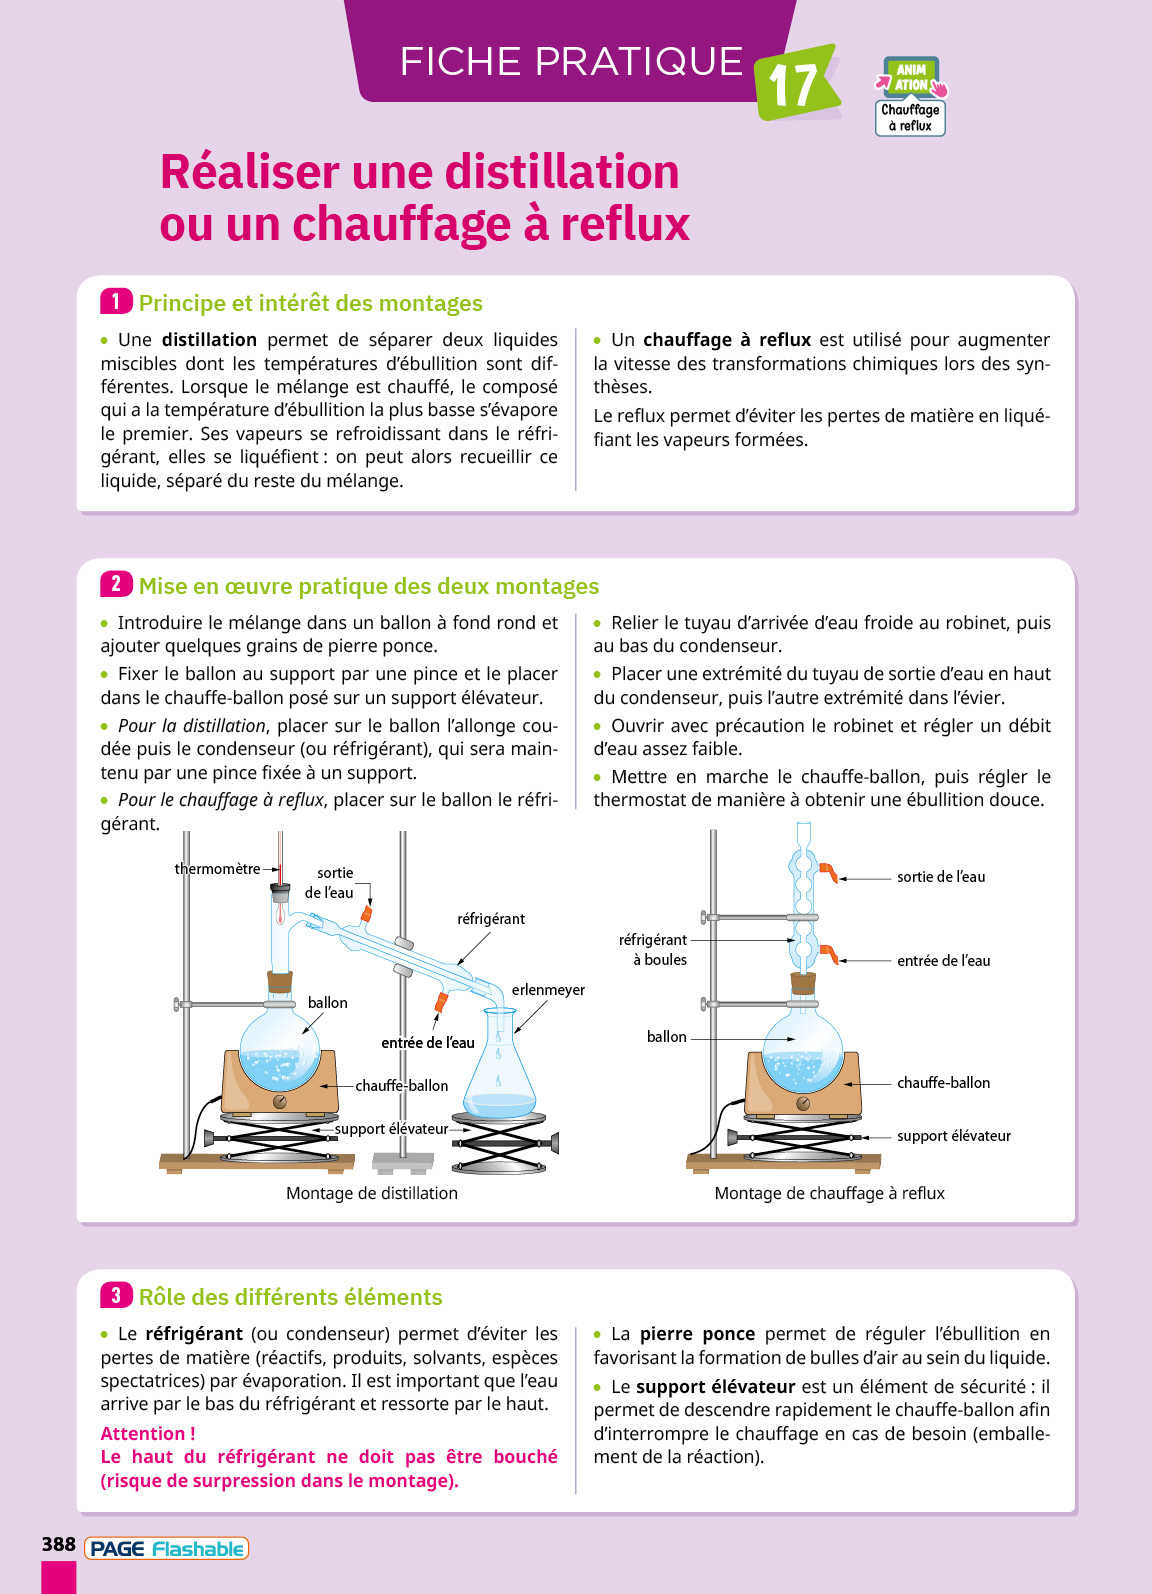 FICHE PRATIQUE
17
ANIM
ATION
Chauffage
à reflux
Réaliser une distillation
ou un chauffage à reflux
1 Principe et intérêt des montages
• Une distillation permet de séparer deux liquides
miscibles dont les températures d'ébullition sont dif-
férentes. Lorsque le mélange est chauffé, le composé
qui a la température d'ébullition la plus basse s'évapore
le premier. Ses vapeurs se refroidissant dans le réfri-
gérant, elles se liquéfient : on peut alors recueillir ce
liquide, séparé du reste du mélange.
• Un chauffage à reflux est utilisé pour augmenter
la vitesse des transformations chimiques lors des syn-
thèses.
Le reflux permet d'éviter les pertes de matière en liqué-
fiant les vapeurs formées.
2 Mise en œuvre pratique des deux montages
• Introduire le mélange dans un ballon à fond rond et
ajouter quelques grains de pierre ponce.
• Fixer le ballon au support par une pince et le placer
dans le chauffe-ballon posé sur un support élévateur.
• Pour la distillation, placer sur le ballon l'allonge cou-
dée puis le condenseur (ou réfrigérant), qui sera main-
tenu par une pince fixée à un support.
• Pour le chauffage à reflux, placer sur le ballon le réfri-
gérant.
• Relier le tuyau d'arrivée d'eau froide au robinet, puis
au bas du condenseur.
• Placer une extrémité du tuyau de sortie d'eau en haut
du condenseur, puis l'autre extrémité dans l'évier.
• Ouvrir avec précaution le robinet et régler un débit
d'eau assez faible.
• Mettre en marche le chauffe-ballon, puis régler le
thermostat de manière à obtenir une ébullition douce.
thermomètre
sortie
de l'eau
réfrigérant
erlenmeyer
ballon
entrée de l'eau
chauffe-ballon
support élévateur
Montage de distillation
sortie de l'eau
réfrigérant
à boules
entrée de l'eau
ballon
chauffe-ballon
support élévateur
Montage de chauffage à reflux
3 Rôle des différents éléments
• Le réfrigérant (ou condenseur) permet d'éviter les
pertes de matière (réactifs, produits, solvants, espèces
spectatrices) par évaporation. Il est important que l'eau
arrive par le bas du réfrigérant et ressorte par le haut.
Attention !
Le haut du réfrigérant ne doit pas être bouché
(risque de surpression dans le montage).
• La pierre ponce permet de réguler l'ébullition en
favorisant la formation de bulles d'air au sein du liquide.
• Le support élévateur est un élément de sécurité : il
permet de descendre rapidement le chauffe-ballon afin
d'interrompre le chauffage en cas de besoin (emballe-
ment de la réaction).
388 PAGE Flashable